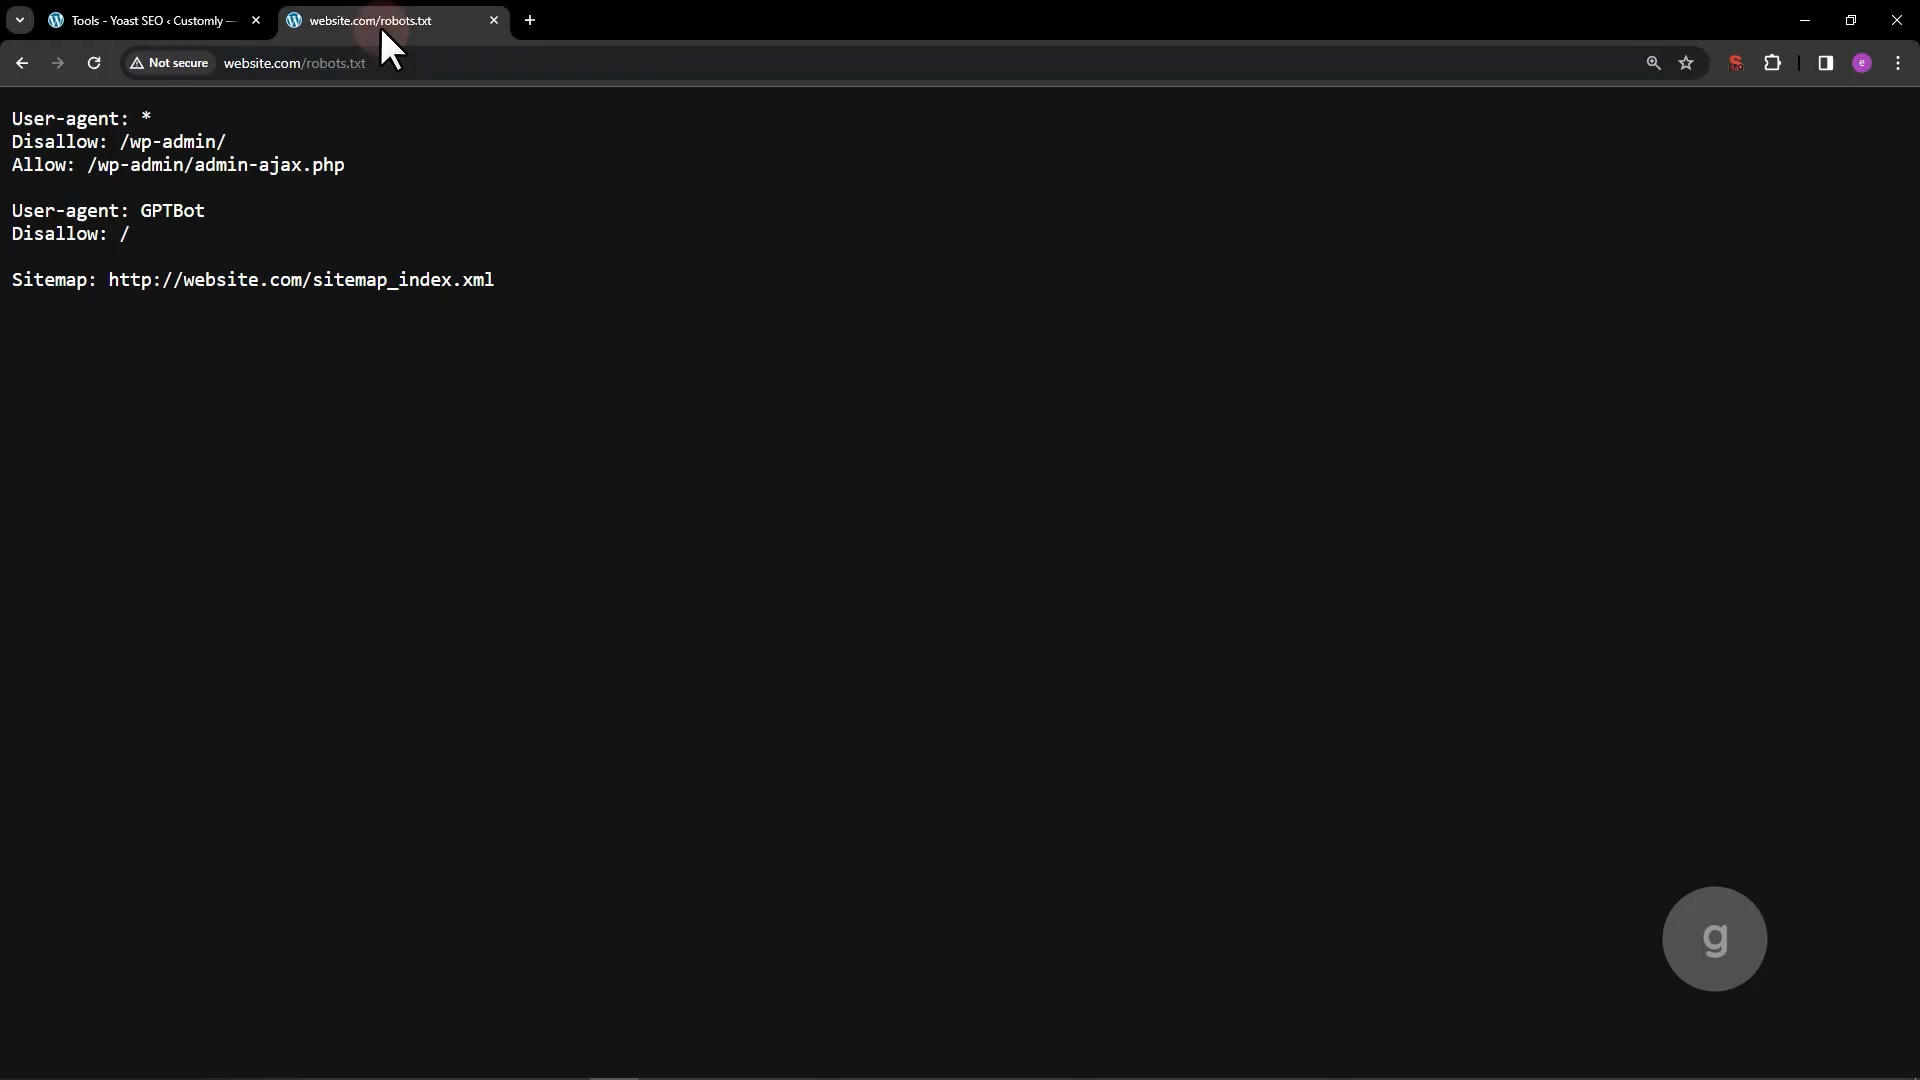 Tools - Yoast SEO ‹ Customly —
website.com/robots.txt
Not secure
website.com/robots.txt
SEO
e
User-agent: *
Disallow: /wp-admin/
Allow: /wp-admin/admin-ajax.php
User-agent: GPTBot
Disallow: /
Sitemap: http://website.com/sitemap_index.xml
g